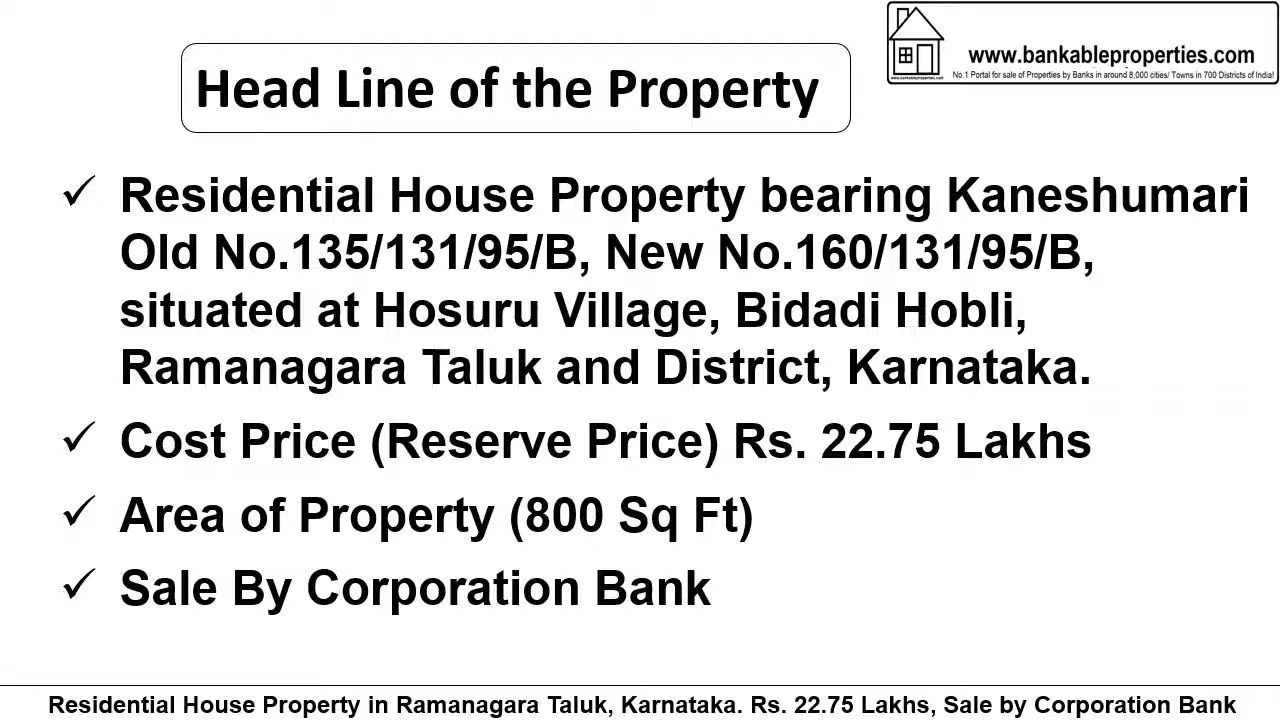 www.bankableproperties.com
No.1 Portal for sale of Properties by Banks in around 8,000 cities/ Towns in 700 Districts of India!
www.bankableproperties.com
Head Line of the Property
✓ Residential House Property bearing Kaneshumari
Old No.135/131/95/B, New No.160/131/95/B,
situated at Hosuru Village, Bidadi Hobli,
Ramanagara Taluk and District, Karnataka.
✓ Cost Price (Reserve Price) Rs. 22.75 Lakhs
✓ Area of Property (800 Sq Ft)
✓ Sale By Corporation Bank
Residential House Property in Ramanagara Taluk, Karnataka. Rs. 22.75 Lakhs, Sale by Corporation Bank